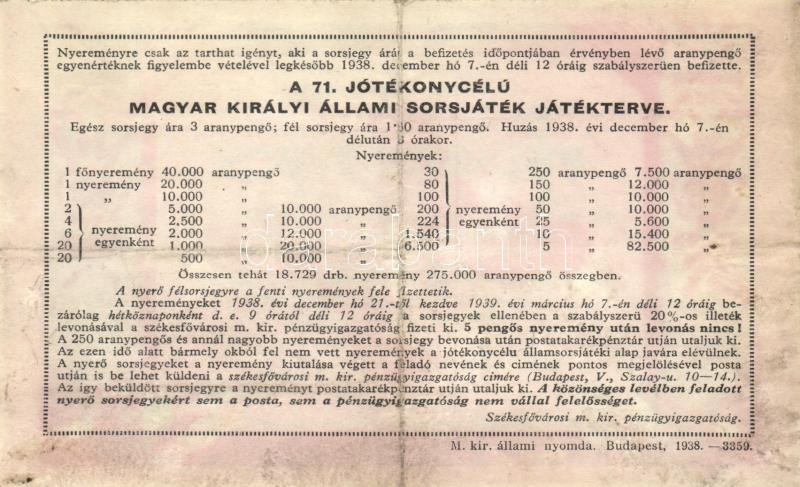 Nyereményre csak az tarthat igényt, aki a sorsjegy árát a befizetés időpontjában érvényben lévő aranypengő
egyenértéknek figyelembe vételével legkésőbb 1938. december hó 7.-én déli 12 óráig szabályszerüen befizette.
A 71. JÓTÉKONYCÉLÚ
MAGYAR KIRÁLYI ÁLLAMI SORSJÁTÉK JÁTÉKTERVE.
Egész sorsjegy ára 3 aranypengő; fél sorsjegy ára 1·50 aranypengő. Huzás 1938. évi december hó 7.-én
délután órakor.
Nyeremények:
1 főnyeremény 40.000 aranypengő 30 250 aranypengő 7.500 aranypengő
1 nyeremény 20.000 „ 80 150 „ 12.000 „
1 „ 10.000 „ 100 100 „ 10.000 „
2 5.000 10.000 aranypengő 200 nyeremény 50 „ 10.000 „
4 nyeremény 2.500 10.000 „ 224 egyenként 25 „ 5.600 „
6 egyenként 2.000 12.000 „ 1.540 10 „ 15.400 „
20 1.000 20.000 „ 6.500 5 „ 82.500 „
20 500 10.000 „
Összesen tehát 18.729 drb. nyeremény 275.000 aranypengő összegben.
A nyerő félsorsjegyre a fenti nyeremények fele fizettetik.
A nyereményeket 1938. évi december hó 21.-től kezdve 1939. évi március hó 7.-én déli 12 óráig be-
zárólag hétköznaponként d. e. 9 órától déli 12 óráig a sorsjegyek ellenében a szabályszerü 20%-os illeték
levonásával a székesfővárosi m. kir. pénzügyigazgatóság fizeti ki. 5 pengős nyeremény után levonás nincs!
A 250 aranypengős és annál nagyobb nyereményeket a sorsjegy bevonása után postatakarékpénztár utján utaljuk ki.
Az ezen idő alatt bármely okból fel nem vett nyeremények a jótékonycélu államsorsjátéki alap javára elévülnek.
A nyerő sorsjegyeket a nyeremény kiutalása végett a feladó nevének és címének pontos megjelölésével posta
utján is be lehet küldeni a székesfővárosi m. kir. pénzügyigazgatóság címére (Budapest, V., Szalay-u. 10—14.).
Az igy beküldött sorsjegyre a nyereményt postatakarékpénztár utján utaljuk ki. A közönséges levélben feladott
nyerő sorsjegyekért sem a posta, sem a pénzügyigazgatóság nem vállal felelősséget.
Székesfővárosi m. kir. pénzügyigazgatóság.
M. kir. állami nyomda. Budapest, 1938. —3359.
darabanth